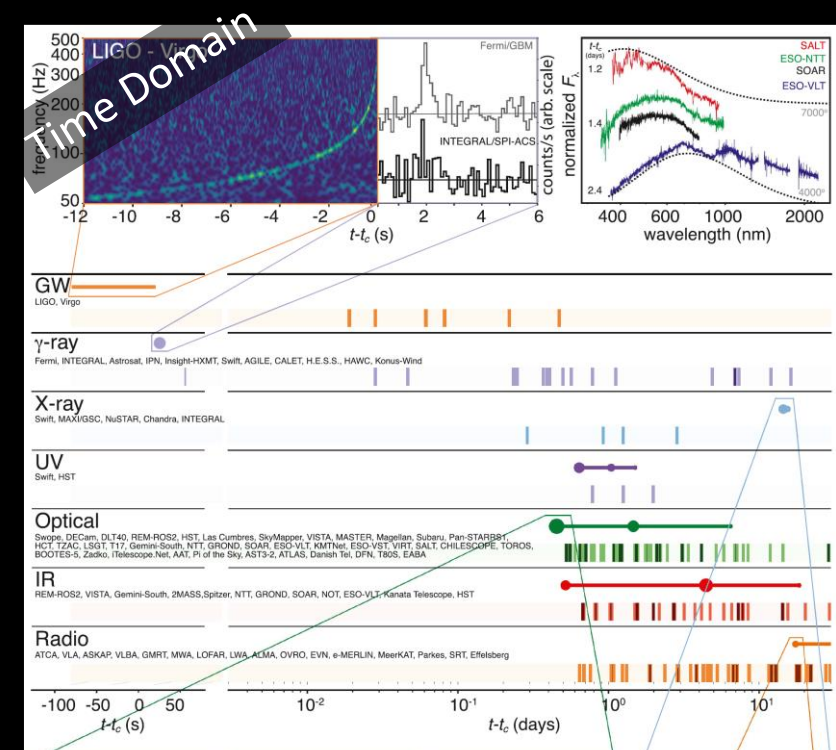 Time Domain
LIGO - Virgo
frequency (Hz)
500
400
300
200
100
50
-12 -10 -8 -6 -4 -2 0 2 4 6
t-tc (s)
Fermi/GBM
INTEGRAL/SPI-ACS
counts/s (arb. scale)
normalized Fλ
t-tc
(days)
1.2
1.4
2.4
SALT
ESO-NTT
SOAR
ESO-VLT
7000°
4000°
400 600 1000 2000
wavelength (nm)
GW
LIGO, Virgo
γ-ray
Fermi, INTEGRAL, Astrosat, IPN, Insight-HXMT, Swift, AGILE, CALET, H.E.S.S., HAWC, Konus-Wind
X-ray
Swift, MAXI/GSC, NuSTAR, Chandra, INTEGRAL
UV
Swift, HST
Optical
Swope, DECam, DLT40, REM-ROS2, HST, Las Cumbres, SkyMapper, VISTA, MASTER, Magellan, Subaru, Pan-STARRS1,
HCT, TZAC, LSGT, T17, Gemini-South, NTT, GROND, SOAR, ESO-VLT, KMTNet, ESO-VST, VIRT, SALT, CHILESCOPE, TOROS,
BOOTES-5, Zadko, iTelescope.Net, AAT, Pi of the Sky, AST3-2, ATLAS, Danish Tel, DFN, T80S, EABA
IR
REM-ROS2, VISTA, Gemini-South, 2MASS,Spitzer, NTT, GROND, SOAR, NOT, ESO-VLT, Kanata Telescope, HST
Radio
ATCA, VLA, ASKAP, VLBA, GMRT, MWA, LOFAR, LWA, ALMA, OVRO, EVN, e-MERLIN, MeerKAT, Parkes, SRT, Effelsberg
-100 -50 0 50 10⁻² 10⁻¹ 10⁰ 10¹
t-tc (s) t-tc (days)